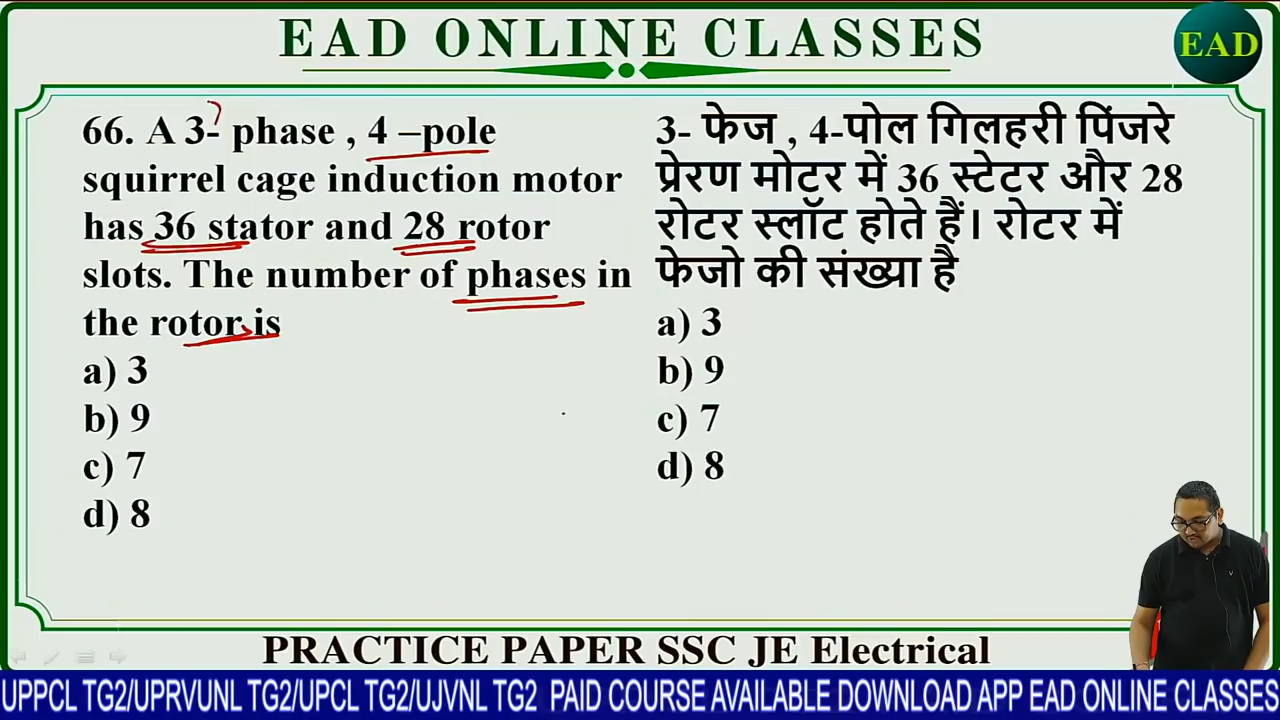 EAD ONLINE CLASSES
EAD
66. A 3- phase , 4 –pole
squirrel cage induction motor
has 36 stator and 28 rotor
slots. The number of phases in
the rotor is
a) 3
b) 9
c) 7
d) 8
3- फेज , 4-पोल गिलहरी पिंजरे
प्रेरण मोटर में 36 स्टेटर और 28
रोटर स्लॉट होते हैं। रोटर में
फेजो की संख्या है
a) 3
b) 9
c) 7
d) 8
PRACTICE PAPER SSC JE Electrical
UPPCL TG2/UPRVUNL TG2/UPCL TG2/UJVNL TG2 PAID COURSE AVAILABLE DOWNLOAD APP EAD ONLINE CLASSES